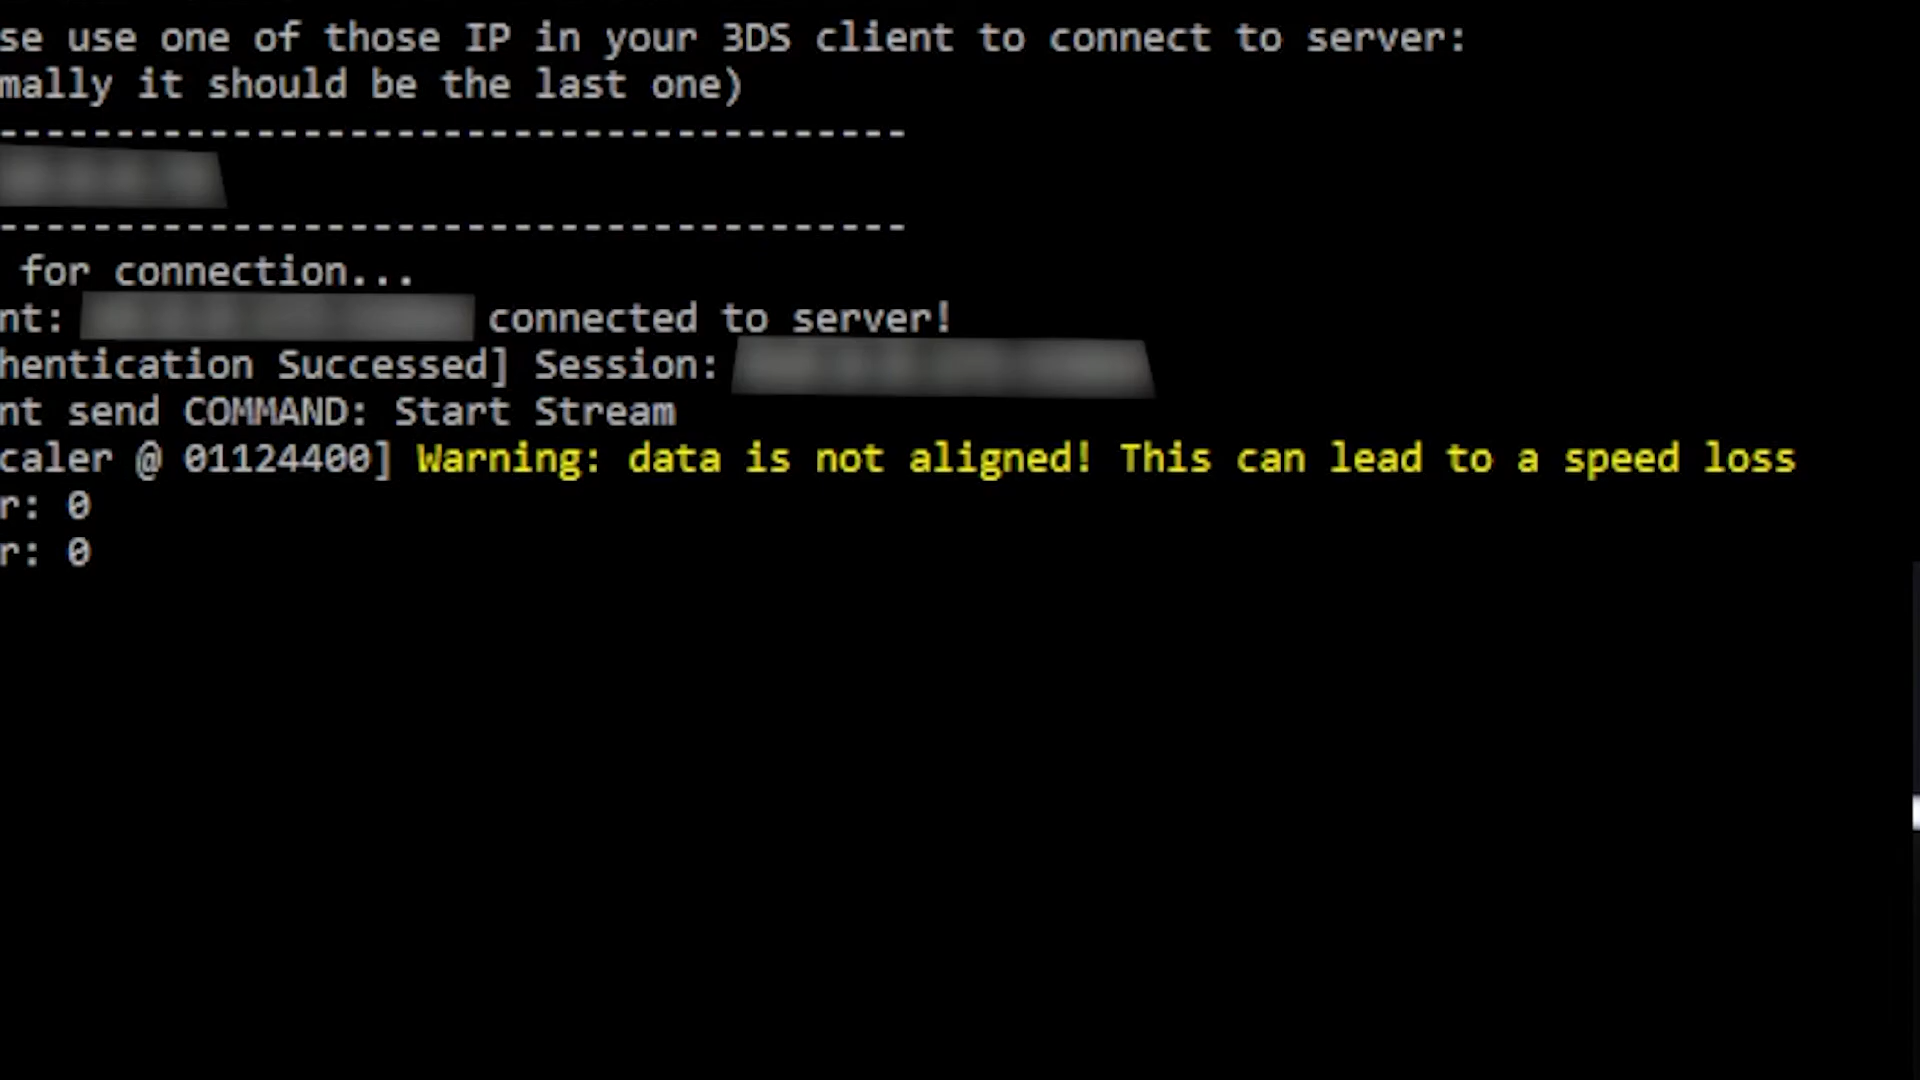 se use one of those IP in your 3DS client to connect to server:
mally it should be the last one)
---------------------------------------
---------------------------------------
for connection...
nt: connected to server!
hentication Successed] Session:
nt send COMMAND: Start Stream
caler @ 01124400] Warning: data is not aligned! This can lead to a speed loss
r: 0
r: 0